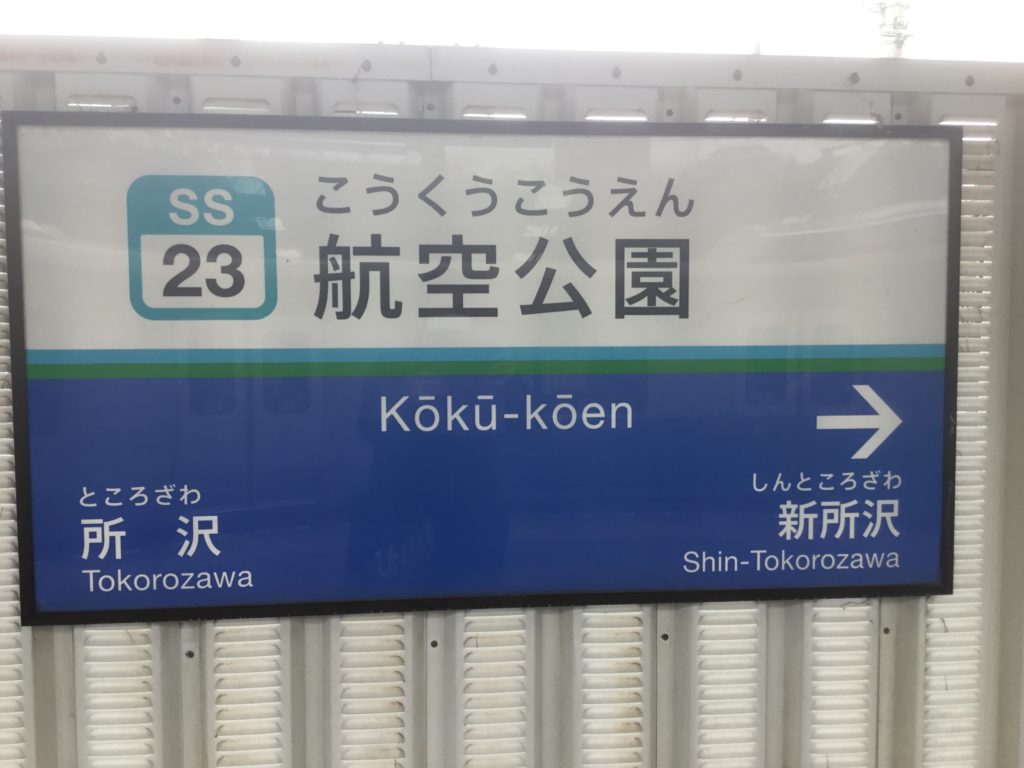 SS
23
こうくうこうえん
航空公園
Kōkū-kōen
→
ところざわ
所沢
Tokorozawa
しんところざわ
新所沢
Shin-Tokorozawa